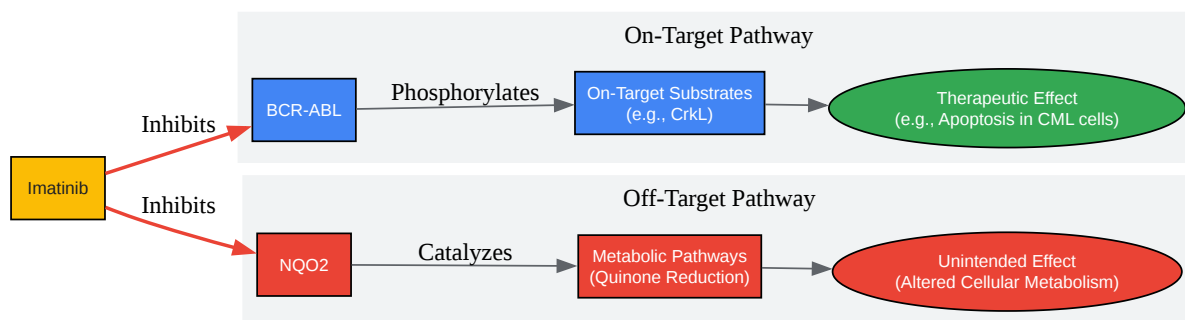 On-Target Pathway
Inhibits
BCR-ABL
Phosphorylates
On-Target Substrates
(e.g., CrkL)
Therapeutic Effect
(e.g., Apoptosis in CML cells)
Imatinib
Inhibits
Off-Target Pathway
NQO2
Catalyzes
Metabolic Pathways
(Quinone Reduction)
Unintended Effect
(Altered Cellular Metabolism)